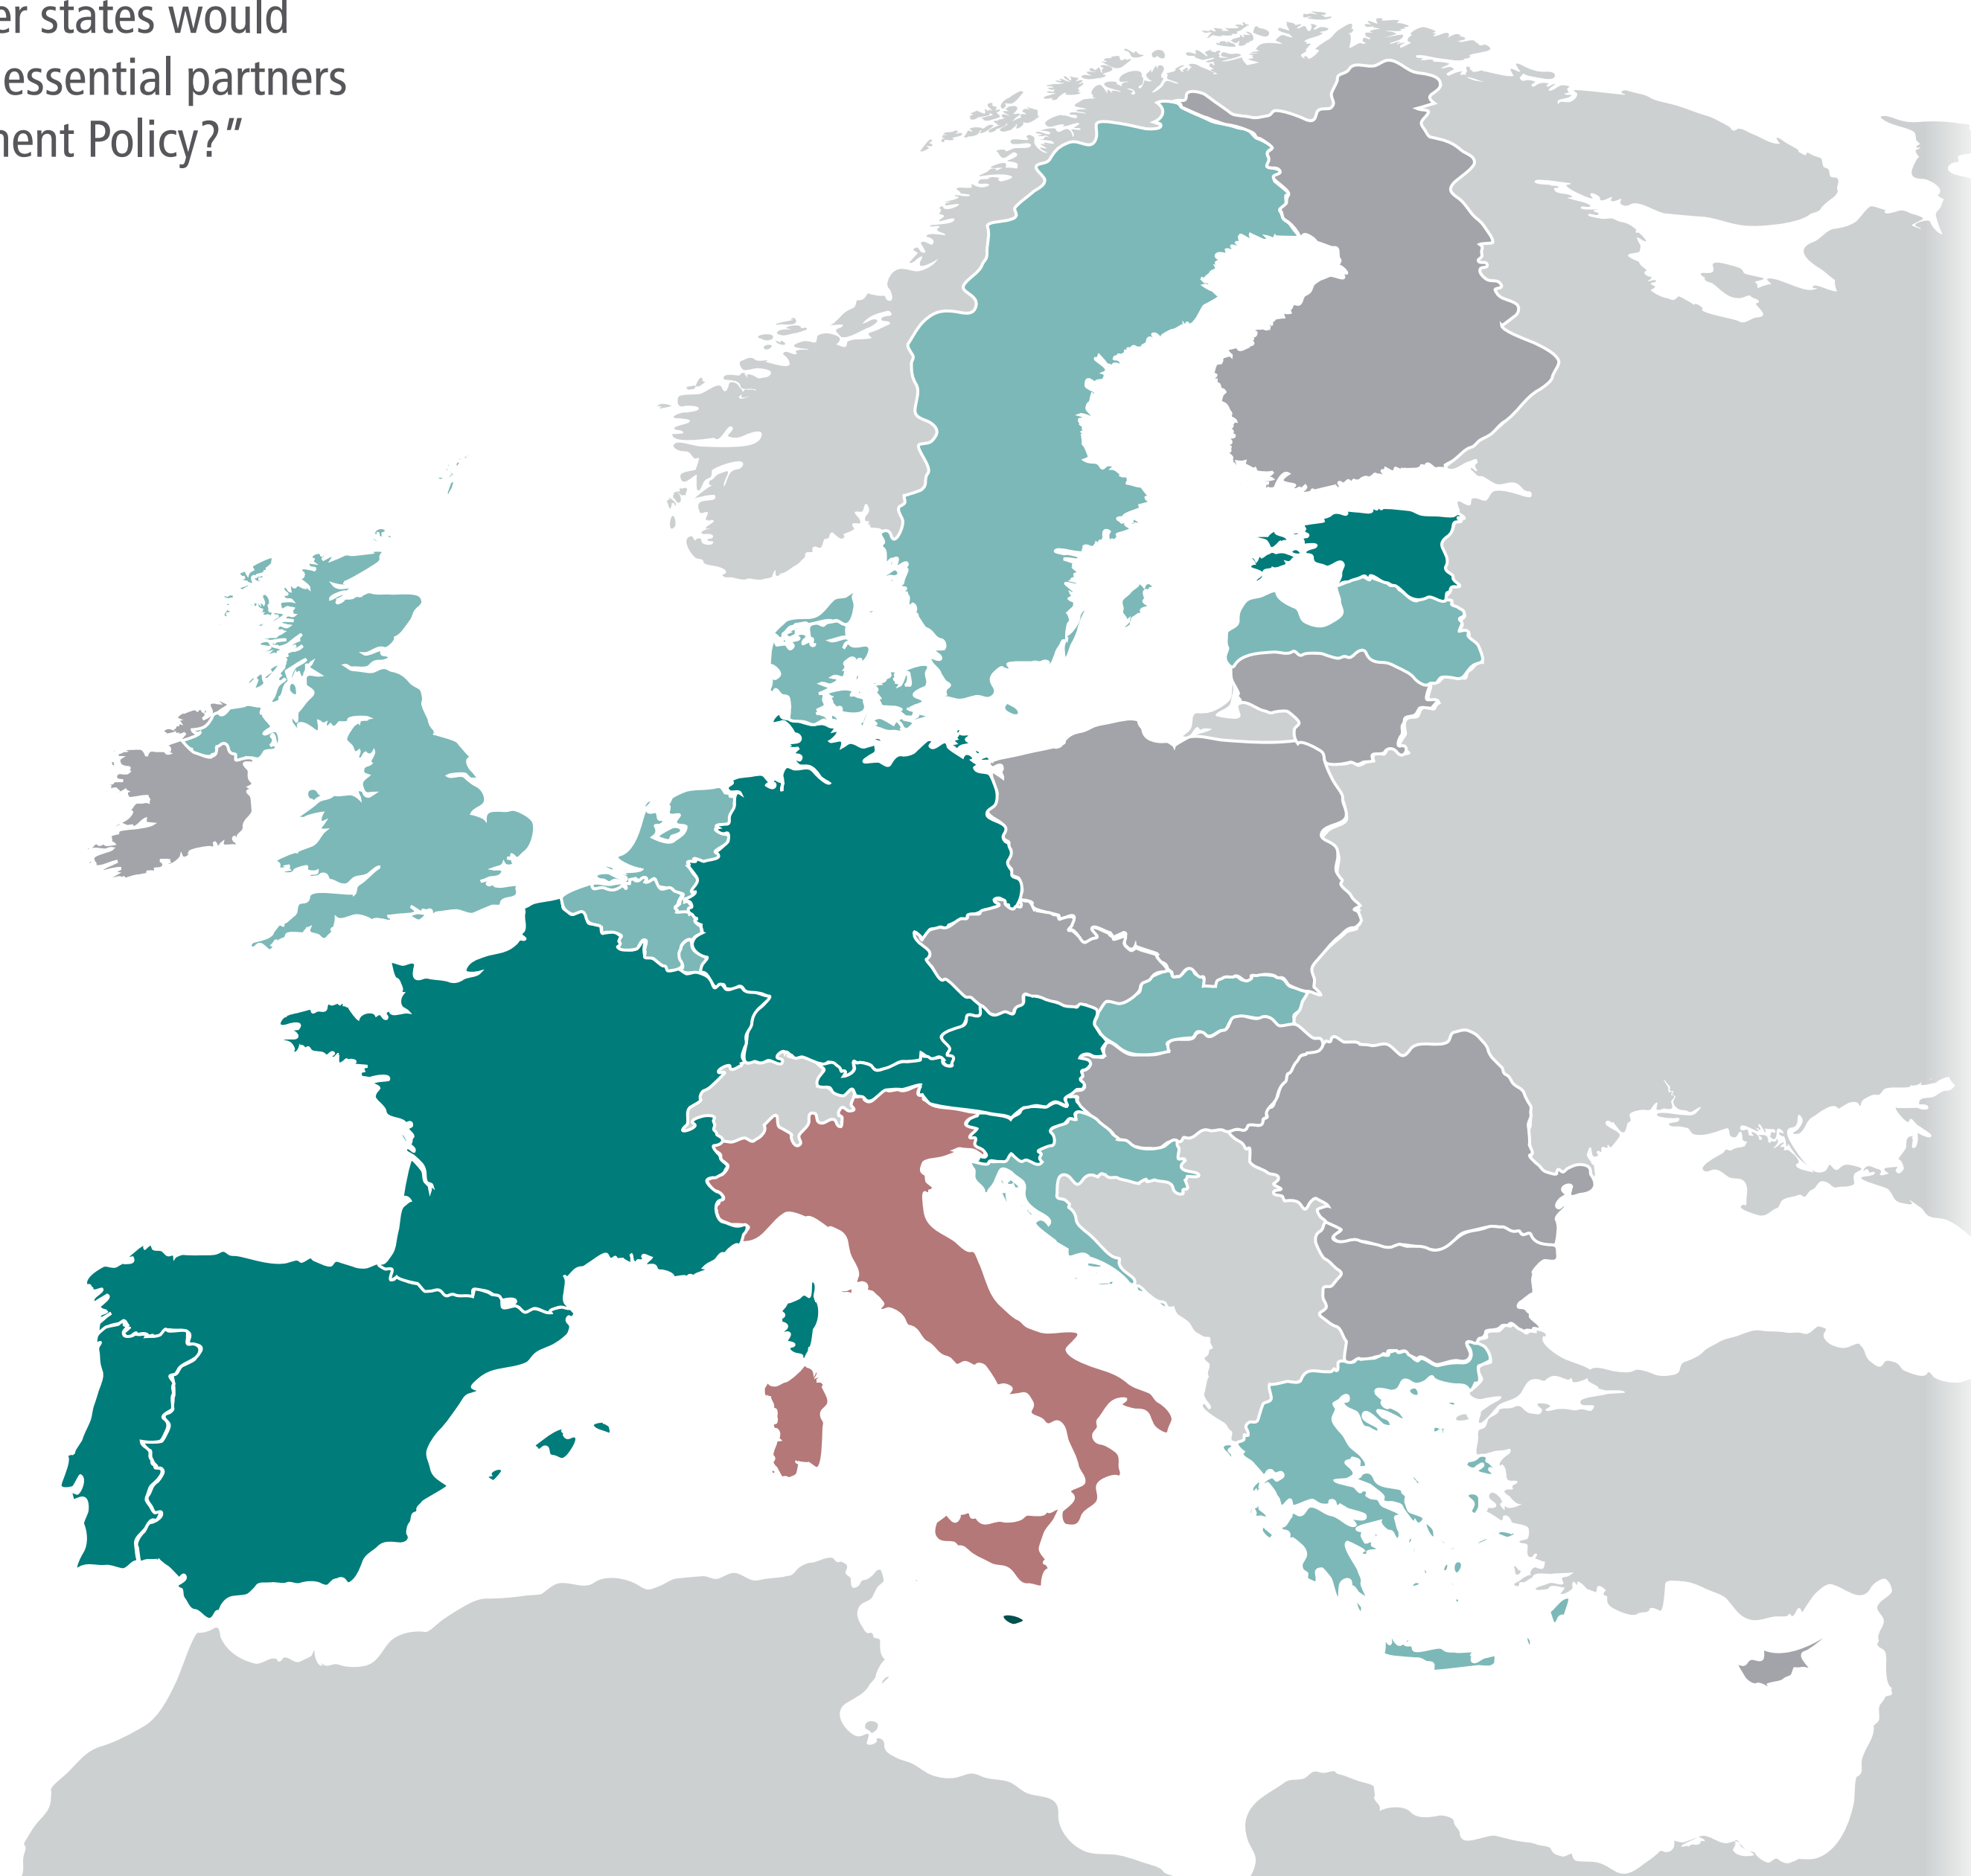 er states would
essential partners
nent Policy?””